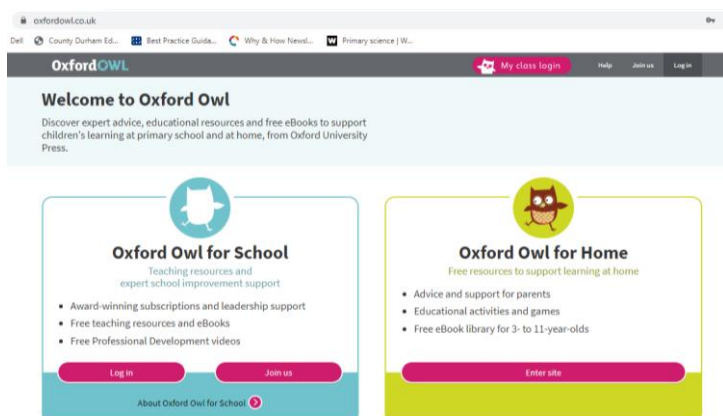 oxfordowl.co.uk
Dell County Durham Ed... Best Practice Guida... Why & How Newsl... Primary science | W...
OxfordOWL My class login Help Join us Log in
Welcome to Oxford Owl
Discover expert advice, educational resources and free eBooks to support
children's learning at primary school and at home, from Oxford University
Press.
Oxford Owl for School
Teaching resources and
expert school improvement support
▪ Award-winning subscriptions and leadership support
▪ Free teaching resources and eBooks
▪ Free Professional Development videos
Log in Join us
About Oxford Owl for School
Oxford Owl for Home
Free resources to support learning at home
• Advice and support for parents
• Educational activities and games
• Free eBook library for 3- to 11-year-olds
Enter site